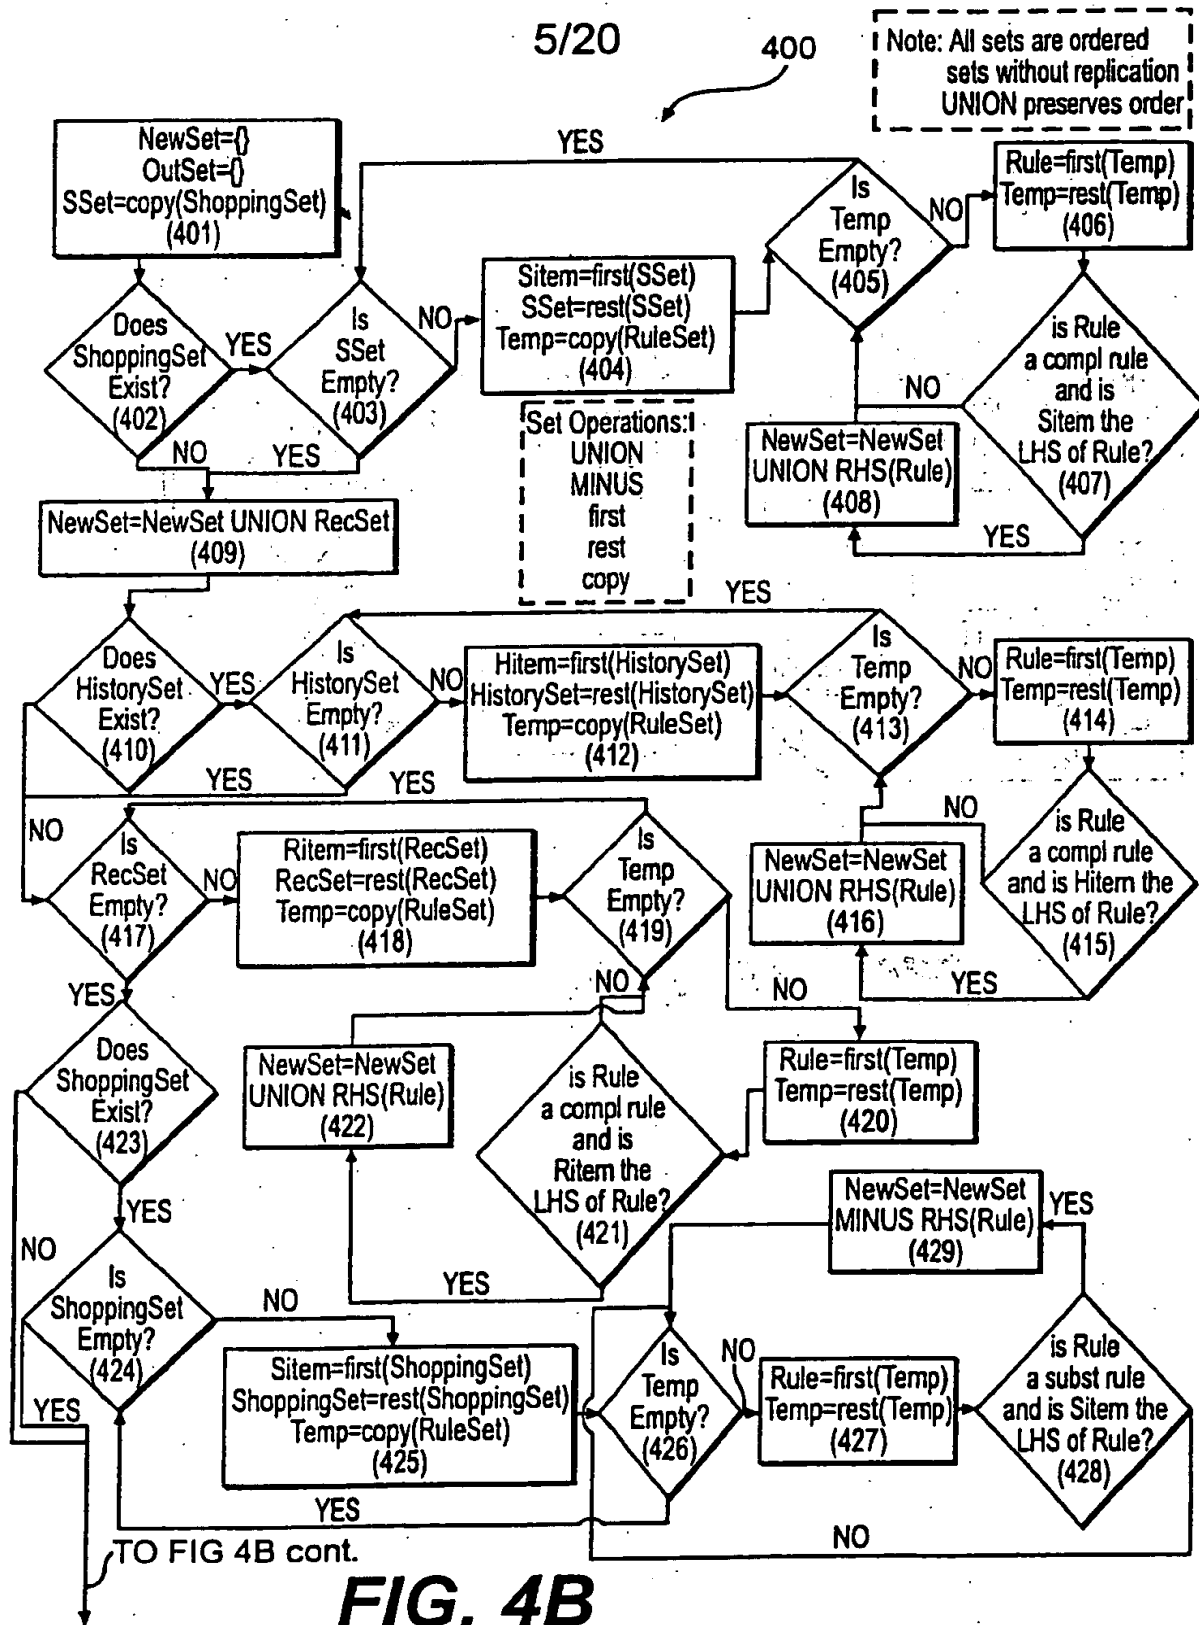 5/20
400
Note: All sets are ordered
sets without replication
UNION preserves order
NewSet={}
OutSet={}
SSet=copy(ShoppingSet)
(401)
YES
Is
Temp
Empty?
(405)
NO
Rule=first(Temp)
Temp=rest(Temp)
(406)
Does
ShoppingSet
Exist?
(402)
YES
Is
SSet
Empty?
(403)
NO
Sitem=first(SSet)
SSet=rest(SSet)
Temp=copy(RuleSet)
(404)
is Rule
a compl rule
and is
Sitem the
LHS of Rule?
(407)
NO
NewSet=NewSet
UNION RHS(Rule)
(408)
YES
Set Operations:
UNION
MINUS
first
rest
copy
NO
YES
NewSet=NewSet UNION RecSet
(409)
YES
Does
HistorySet
Exist?
(410)
YES
Is
HistorySet
Empty?
(411)
NO
Hitem=first(HistorySet)
HistorySet=rest(HistorySet)
Temp=copy(RuleSet)
(412)
Is
Temp
Empty?
(413)
NO
Rule=first(Temp)
Temp=rest(Temp)
(414)
YES
YES
NO
Is
RecSet
Empty?
(417)
NO
Ritem=first(RecSet)
RecSet=rest(RecSet)
Temp=copy(RuleSet)
(418)
Is
Temp
Empty?
(419)
NewSet=NewSet
UNION RHS(Rule)
(416)
NO
is Rule
a compl rule
and is Hitem the
LHS of Rule?
(415)
YES
YES
NO
NO
Does
ShoppingSet
Exist?
(423)
NewSet=NewSet
UNION RHS(Rule)
(422)
is Rule
a compl rule
and is
Ritem the
LHS of Rule?
(421)
Rule=first(Temp)
Temp=rest(Temp)
(420)
YES
YES
NO
NewSet=NewSet
MINUS RHS(Rule)
(429)
YES
Is
ShoppingSet
Empty?
(424)
NO
YES
Sitem=first(ShoppingSet)
ShoppingSet=rest(ShoppingSet)
Temp=copy(RuleSet)
(425)
Is
Temp
Empty?
(426)
NO
Rule=first(Temp)
Temp=rest(Temp)
(427)
is Rule
a subst rule
and is Sitem the
LHS of Rule?
(428)
YES
NO
TO FIG 4B cont.
FIG. 4B